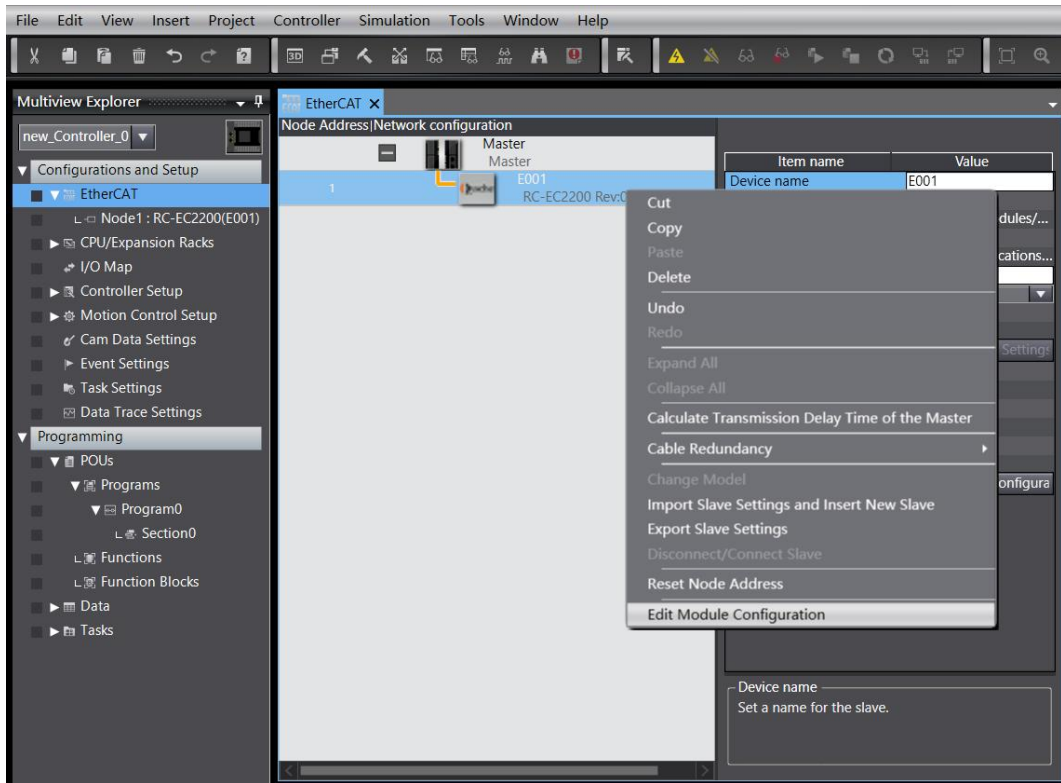 File Edit View Insert Project Controller Simulation Tools Window Help
Multiview Explorer
new_Controller_0
Configurations and Setup
EtherCAT
Node1 : RC-EC2200(E001)
CPU/Expansion Racks
I/O Map
Controller Setup
Motion Control Setup
Cam Data Settings
Event Settings
Task Settings
Data Trace Settings
Programming
POUs
Programs
Program0
Section0
Functions
Function Blocks
Data
Tasks
EtherCAT
Node Address|Network configuration
Master
Master
1
E001
RC-EC2200 Rev:
Cut
Copy
Paste
Delete
Undo
Redo
Expand All
Collapse All
Calculate Transmission Delay Time of the Master
Cable Redundancy
Change Model
Import Slave Settings and Insert New Slave
Export Slave Settings
Disconnect/Connect Slave
Reset Node Address
Edit Module Configuration
Item name Value
Device name E001
dules/...
cations...
Settings
onfigura
Device name
Set a name for the slave.